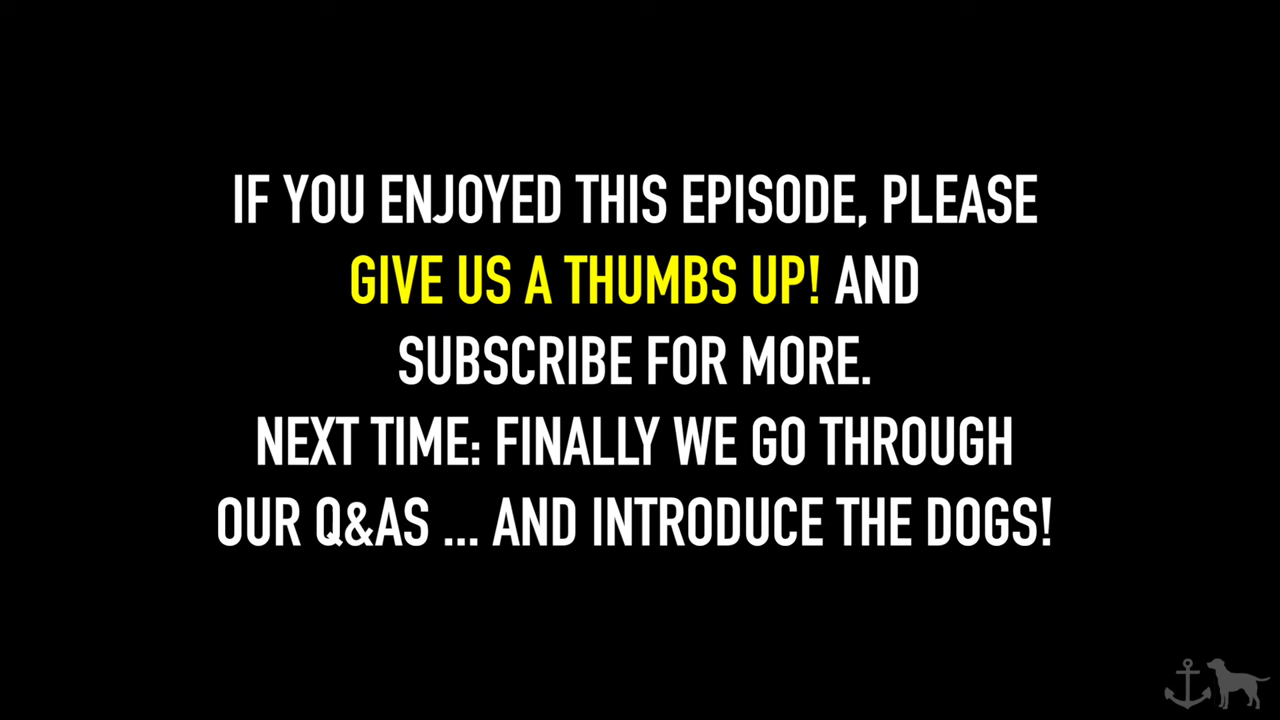 IF YOU ENJOYED THIS EPISODE, PLEASE
GIVE US A THUMBS UP! AND
SUBSCRIBE FOR MORE.
NEXT TIME: FINALLY WE GO THROUGH
OUR Q&AS ... AND INTRODUCE THE DOGS!